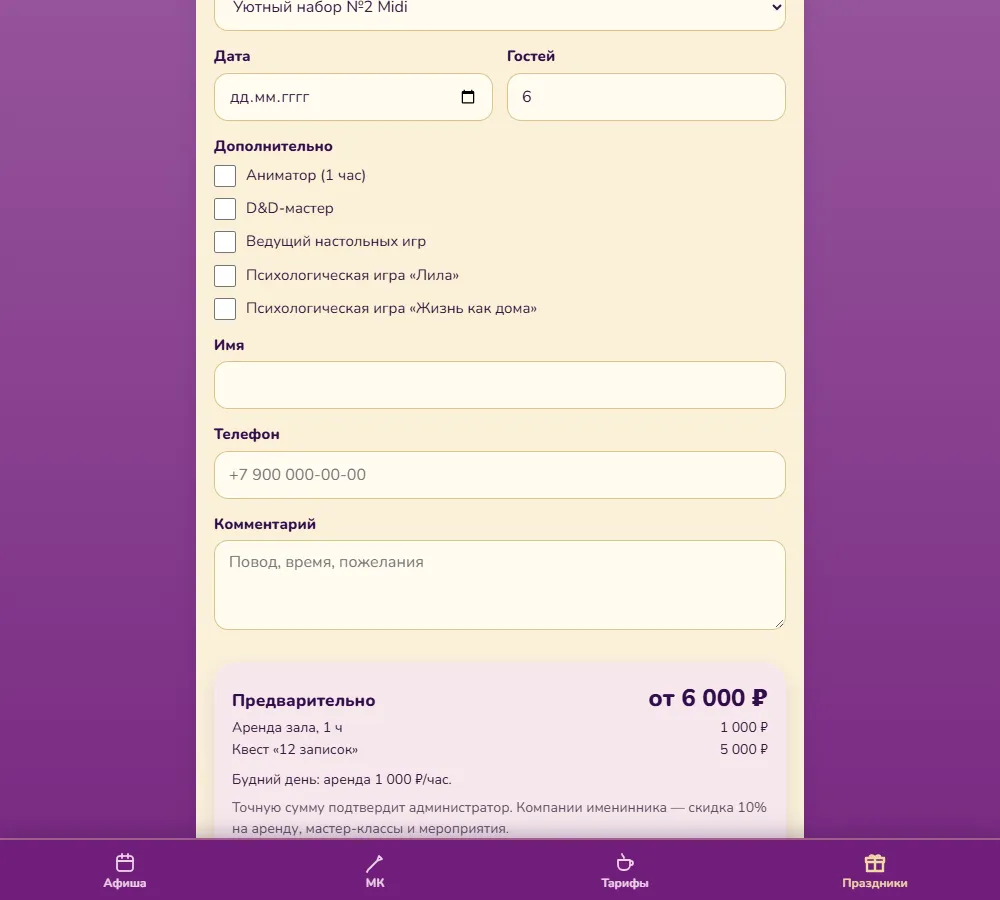 Уютный набор №2 Midi
Дата
Гостей
дд.мм.гггг
6
Дополнительно
Аниматор (1 час)
D&D-мастер
Ведущий настольных игр
Психологическая игра «Лила»
Психологическая игра «Жизнь как дома»
Имя
Телефон
+7 900 000-00-00
Комментарий
Повод, время, пожелания
Предварительно
от 6 000 ₽
Аренда зала, 1 ч
1 000 ₽
Квест «12 записок»
5 000 ₽
Будний день: аренда 1 000 ₽/час.
Точную сумму подтвердит администратор. Компании именинника — скидка 10%
на аренду, мастер-классы и мероприятия.
Афиша
МК
Тарифы
Праздники